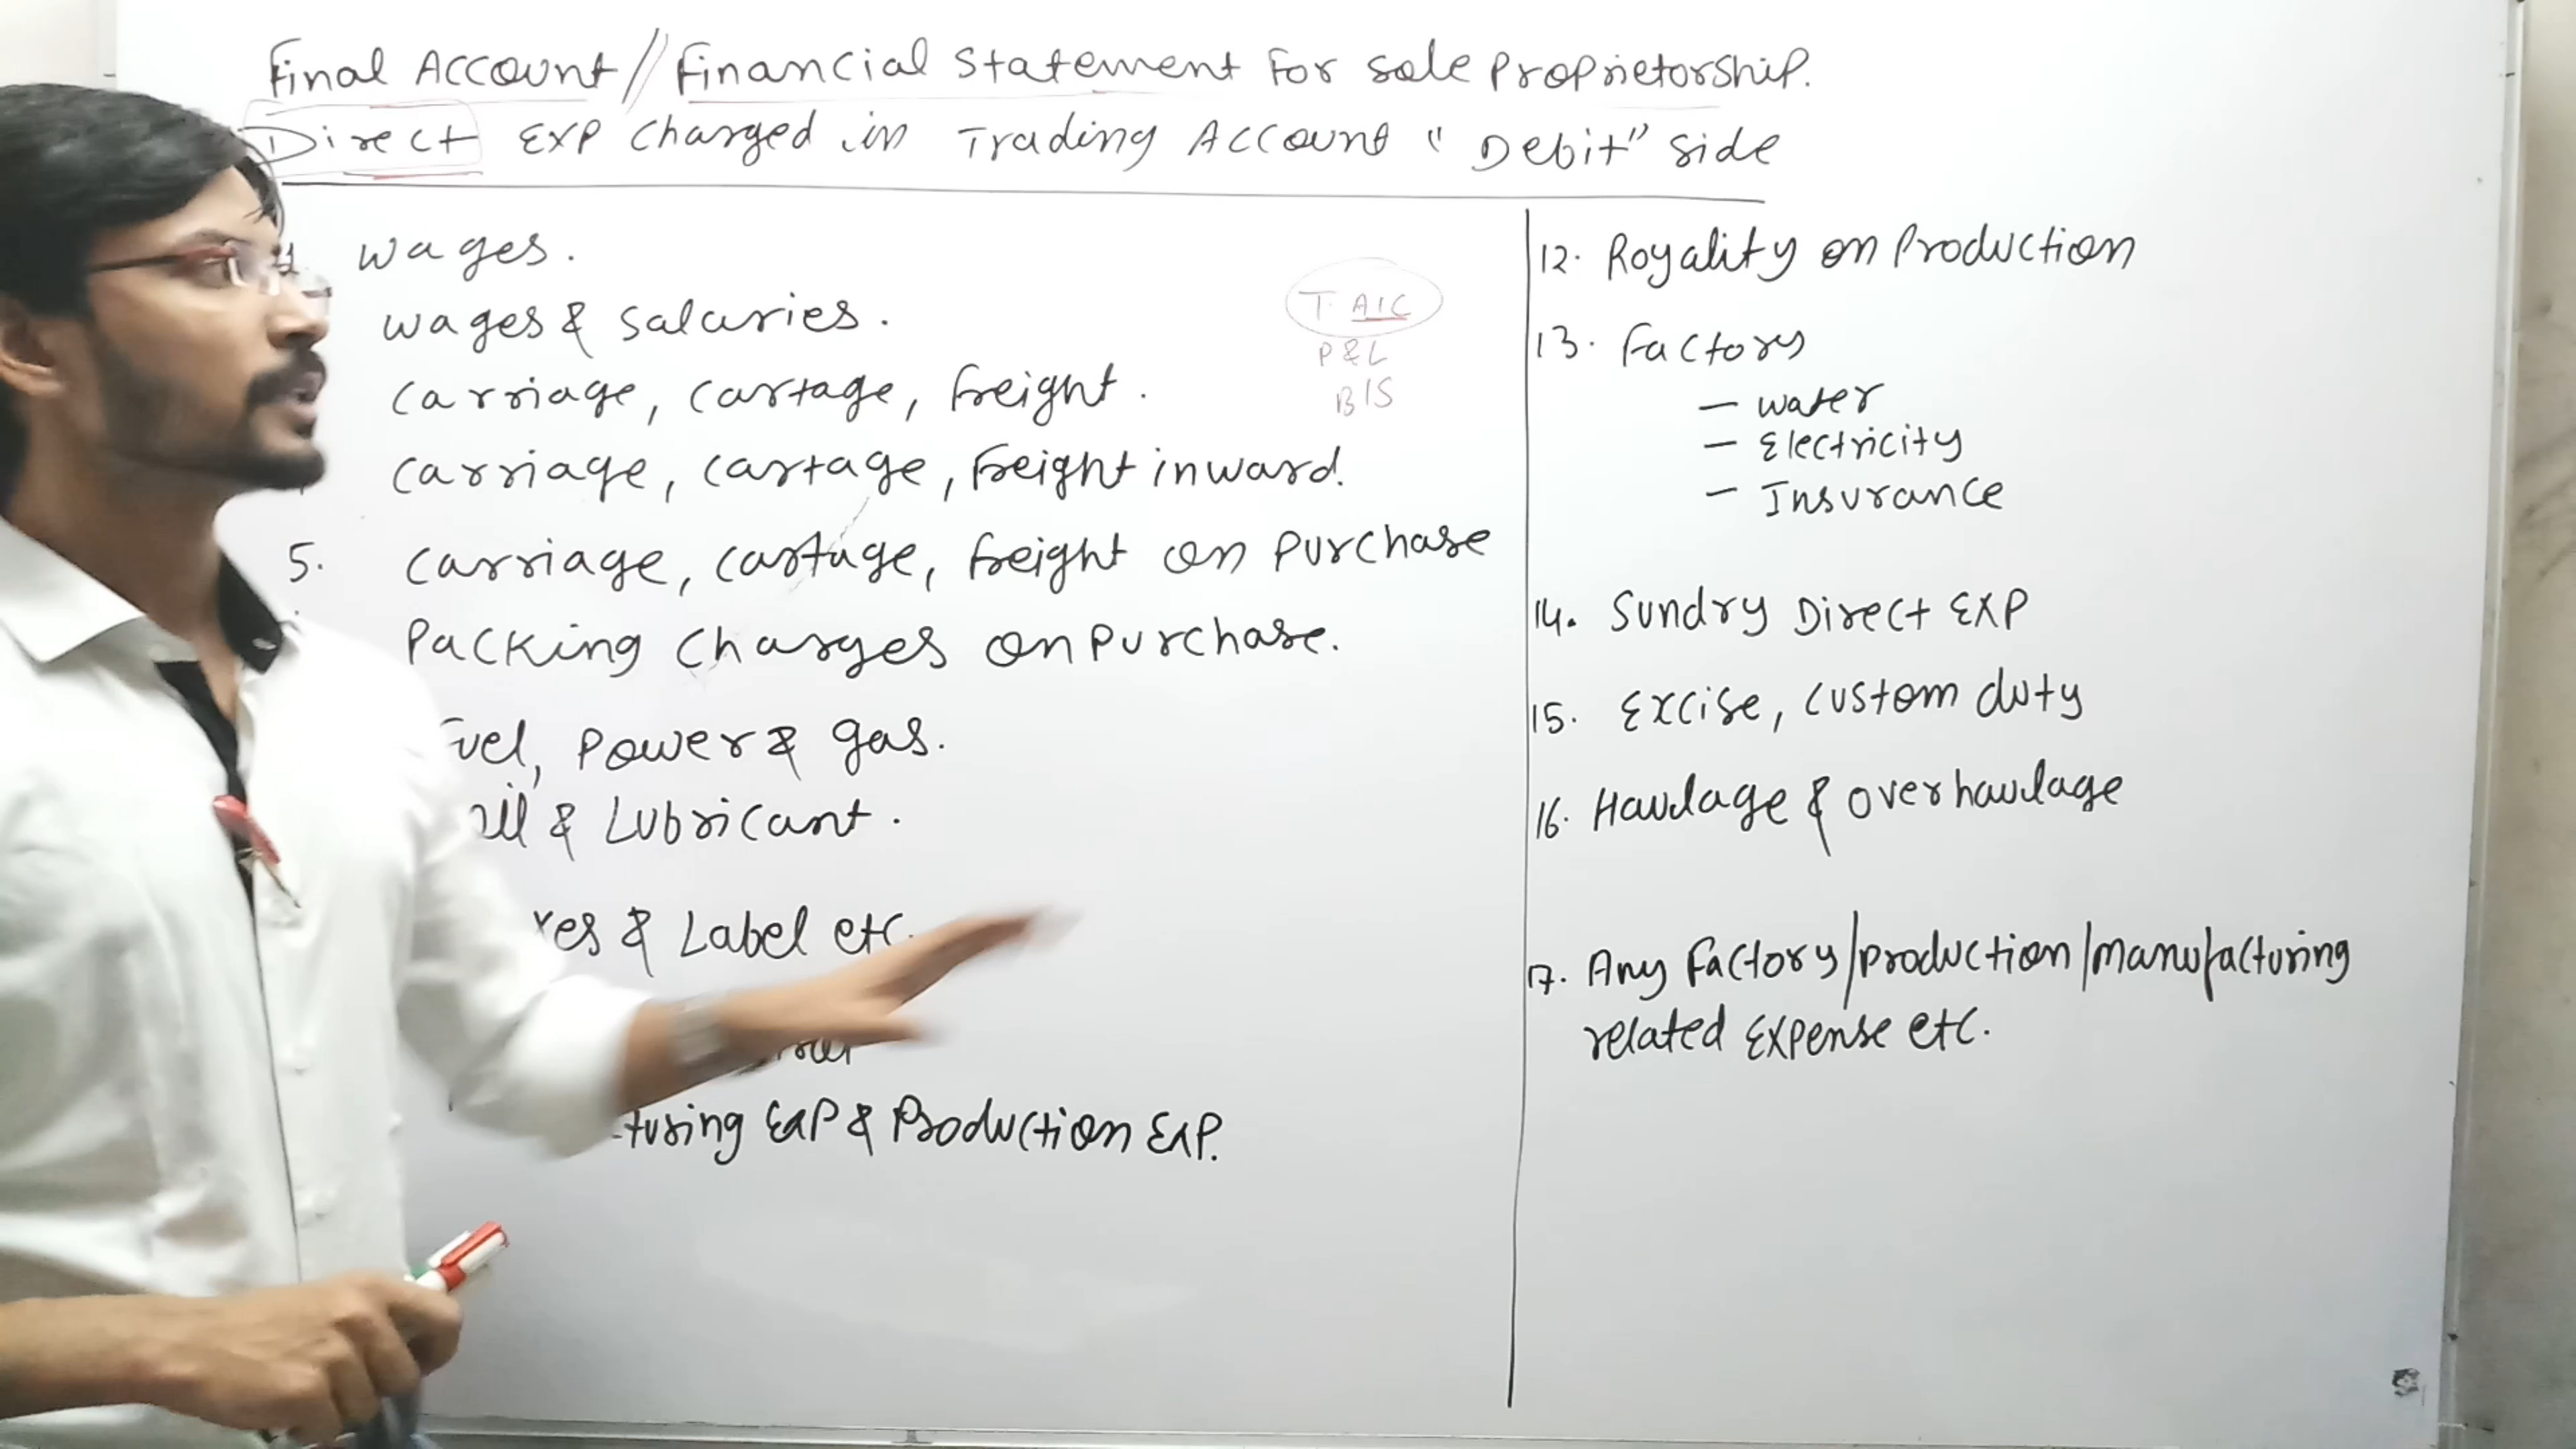 Final Account // Financial Statement For Sole Proprietorship.
Direct Exp Charged in Trading Account "Debit" side
wages.
wages & Salaries.
Carriage, Cartage, Freight.
Carriage, Cartage, Freight inward.
5. Carriage, Cartage, Freight on Purchase
Packing Charges on Purchase.
Fuel, Power & gas.
oil & Lubricant.
& Label etc.
turing Exp & Production Exp.
T A/C
P & L
B/S
12. Royality on Production
13. Factory
— water
— Electricity
— Insurance
14. Sundry Direct Exp
15. Excise, Custom duty
16. Haulage & overhaulage
17. Any Factory/production/manufacturing
related Expense etc.